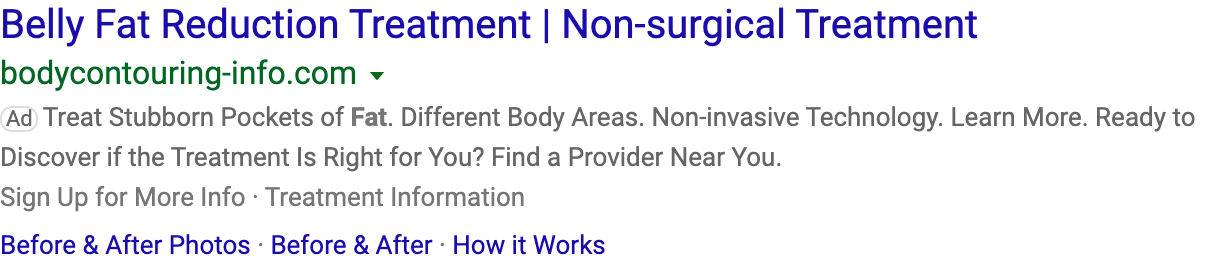 Belly Fat Reduction Treatment | Non-surgical Treatment
bodycontouring-info.com
Ad Treat Stubborn Pockets of Fat. Different Body Areas. Non-invasive Technology. Learn More. Ready to
Discover if the Treatment Is Right for You? Find a Provider Near You.
Sign Up for More Info · Treatment Information
Before & After Photos · Before & After · How it Works